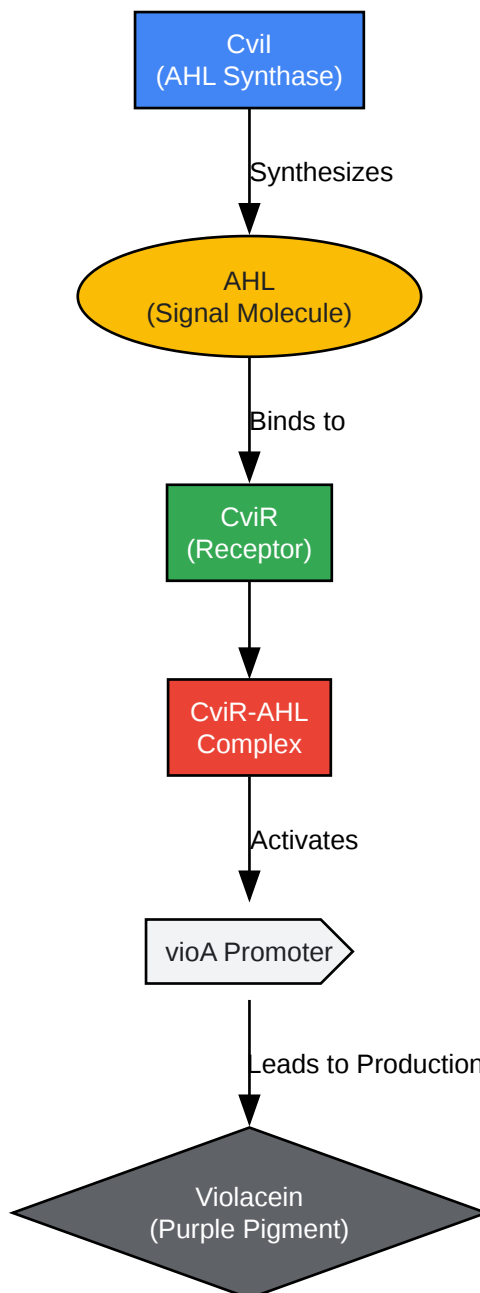 CviI
(AHL Synthase)
Synthesizes
AHL
(Signal Molecule)
Binds to
CviR
(Receptor)
CviR-AHL
Complex
Activates
vioA Promoter
Leads to Production
Violacein
(Purple Pigment)